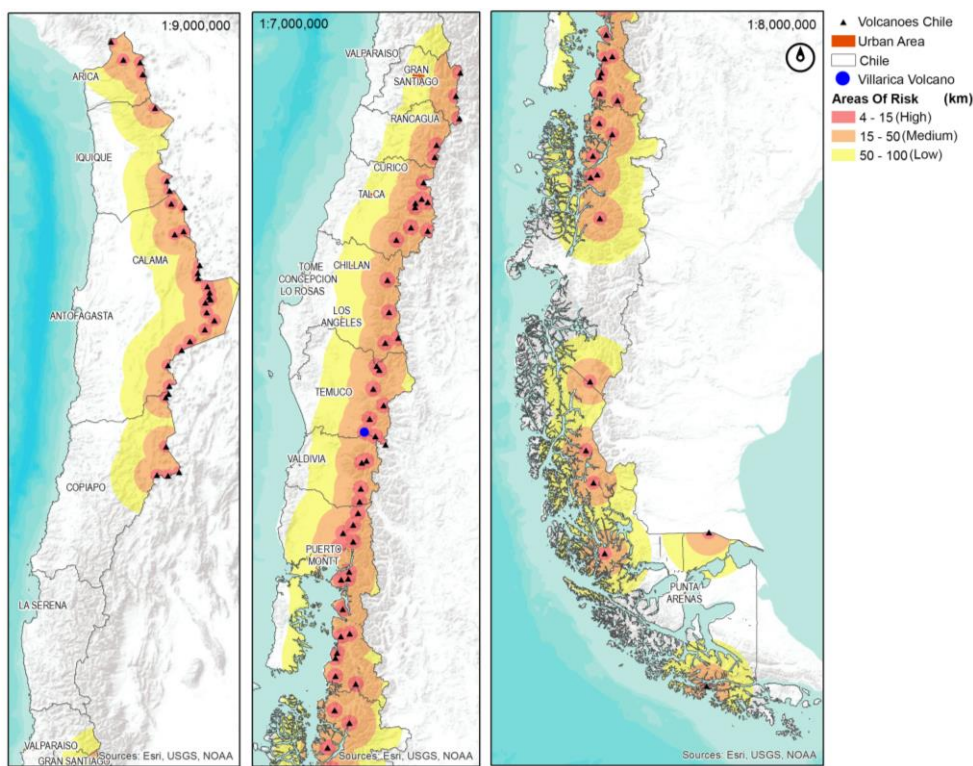 1:9,000,000
ARICA
IQUIQUE
CALAMA
ANTOFAGASTA
COPIAPO
LA SERENA
VALPARAISO
GRAN SANTIAGO
Sources: Esri, USGS, NOAA
1:7,000,000
VALPARAISO
GRAN
SANTIAGO
RANCAGUA
CURICO
TALCA
CHILLAN
TOME
CONCEPCION
LO ROSAS
LOS
ANGELES
TEMUCO
VALDIVIA
PUERTO
MONTT
Sources: Esri, USGS, NOAA
1:8,000,000
PUNTA
ARENAS
Sources: Esri, USGS, NOAA
Volcanoes Chile
Urban Area
Chile
Villarica Volcano
Areas Of Risk (km)
4 - 15 (High)
15 - 50 (Medium)
50 - 100 (Low)